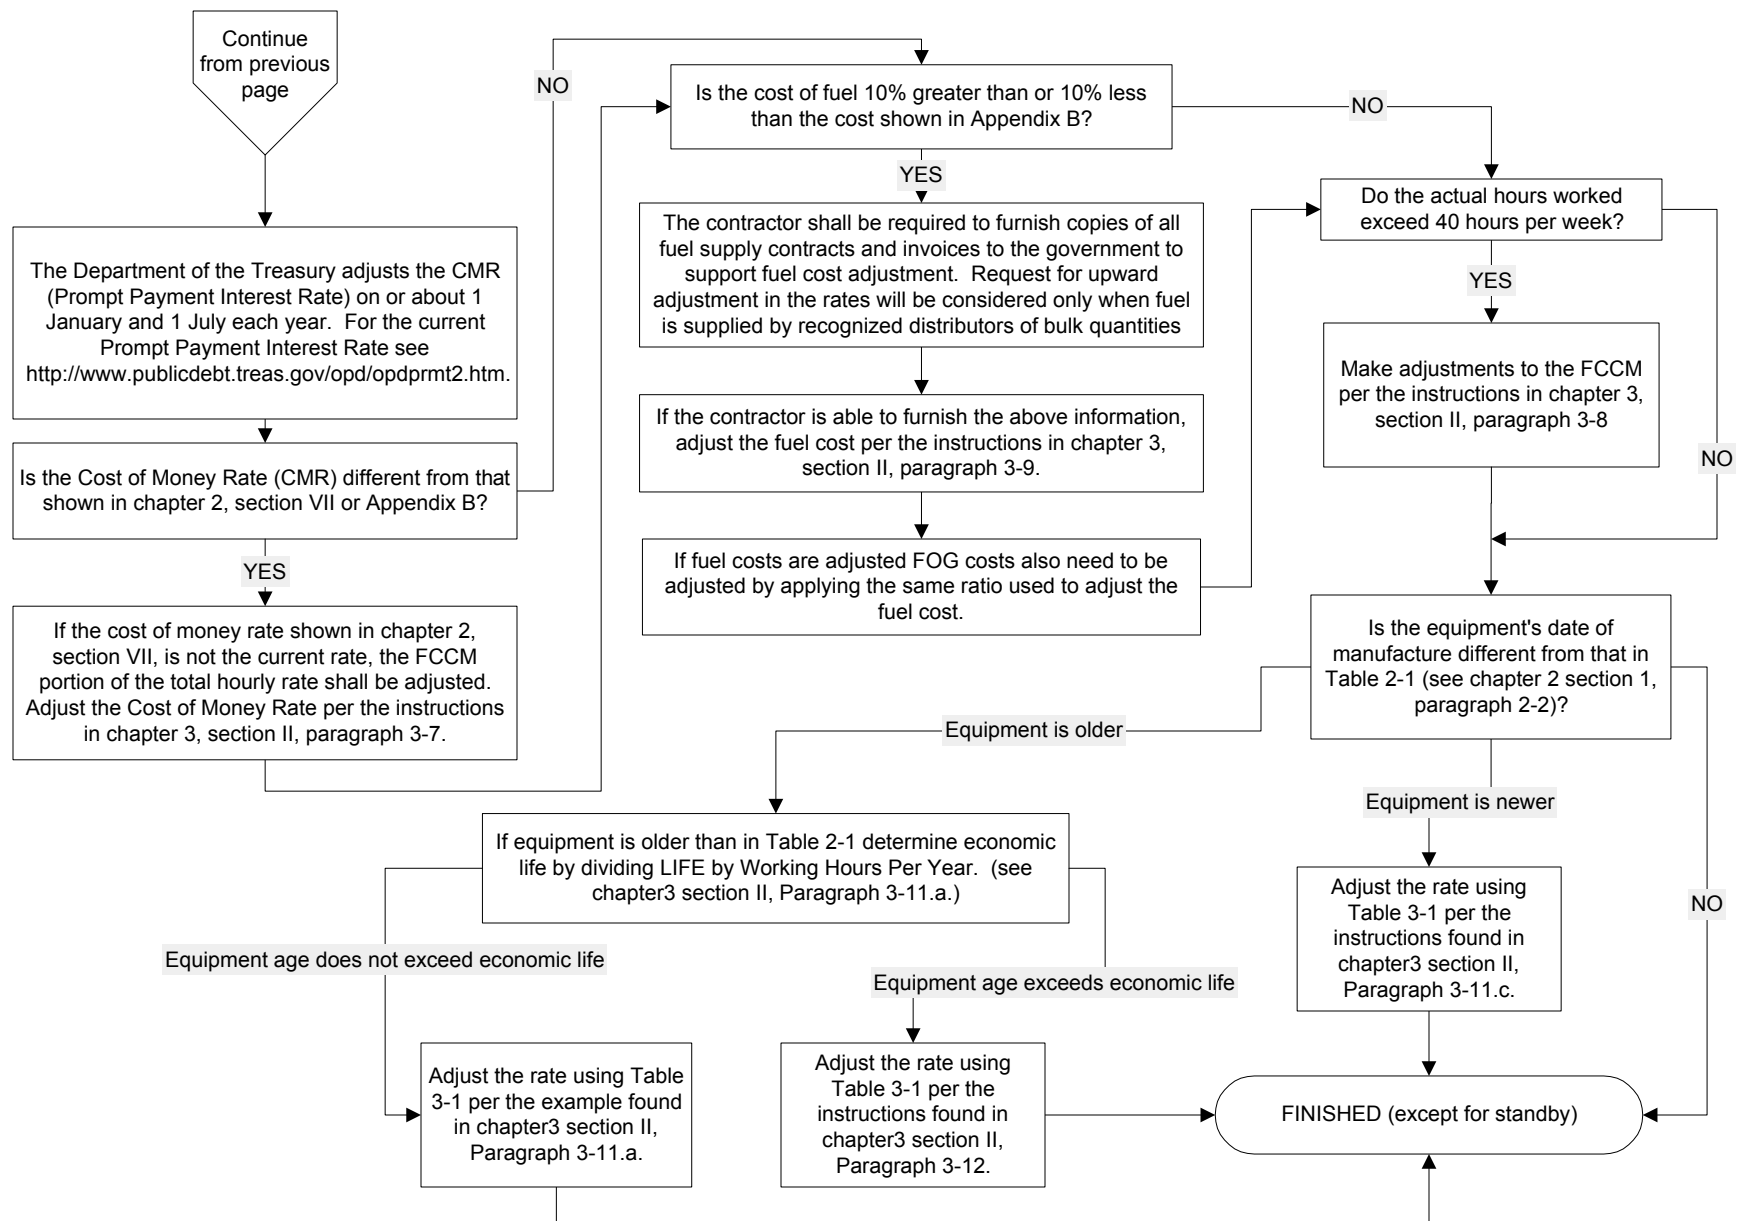 Continue
from previous
page
The Department of the Treasury adjusts the CMR
(Prompt Payment Interest Rate) on or about 1
January and 1 July each year.  For the current
Prompt Payment Interest Rate see
http://www.publicdebt.treas.gov/opd/opdprmt2.htm.
Is the Cost of Money Rate (CMR) different from that
shown in chapter 2, section VII or Appendix B?
NO
YES
If the cost of money rate shown in chapter 2,
section VII, is not the current rate, the FCCM
portion of the total hourly rate shall be adjusted.
Adjust the Cost of Money Rate per the instructions
in chapter 3, section II, paragraph 3-7.
Is the cost of fuel 10% greater than or 10% less
than the cost shown in Appendix B?
NO
YES
The contractor shall be required to furnish copies of all
fuel supply contracts and invoices to the government to
support fuel cost adjustment.  Request for upward
adjustment in the rates will be considered only when fuel
is supplied by recognized distributors of bulk quantities
If the contractor is able to furnish the above information,
adjust the fuel cost per the instructions in chapter 3,
section II, paragraph 3-9.
If fuel costs are adjusted FOG costs also need to be
adjusted by applying the same ratio used to adjust the
fuel cost.
Do the actual hours worked
exceed 40 hours per week?
YES
NO
Make adjustments to the FCCM
per the instructions in chapter 3,
section II, paragraph 3-8
Is the equipment's date of
manufacture different from that in
Table 2-1 (see chapter 2 section 1,
paragraph 2-2)?
Equipment is older
Equipment is newer
NO
If equipment is older than in Table 2-1 determine economic
life by dividing LIFE by Working Hours Per Year.  (see
chapter3 section II, Paragraph 3-11.a.)
Equipment age does not exceed economic life
Equipment age exceeds economic life
Adjust the rate using Table
3-1 per the example found
in chapter3 section II,
Paragraph 3-11.a.
Adjust the rate using
Table 3-1 per the
instructions found in
chapter3 section II,
Paragraph 3-12.
Adjust the rate using
Table 3-1 per the
instructions found in
chapter3 section II,
Paragraph 3-11.c.
FINISHED (except for standby)